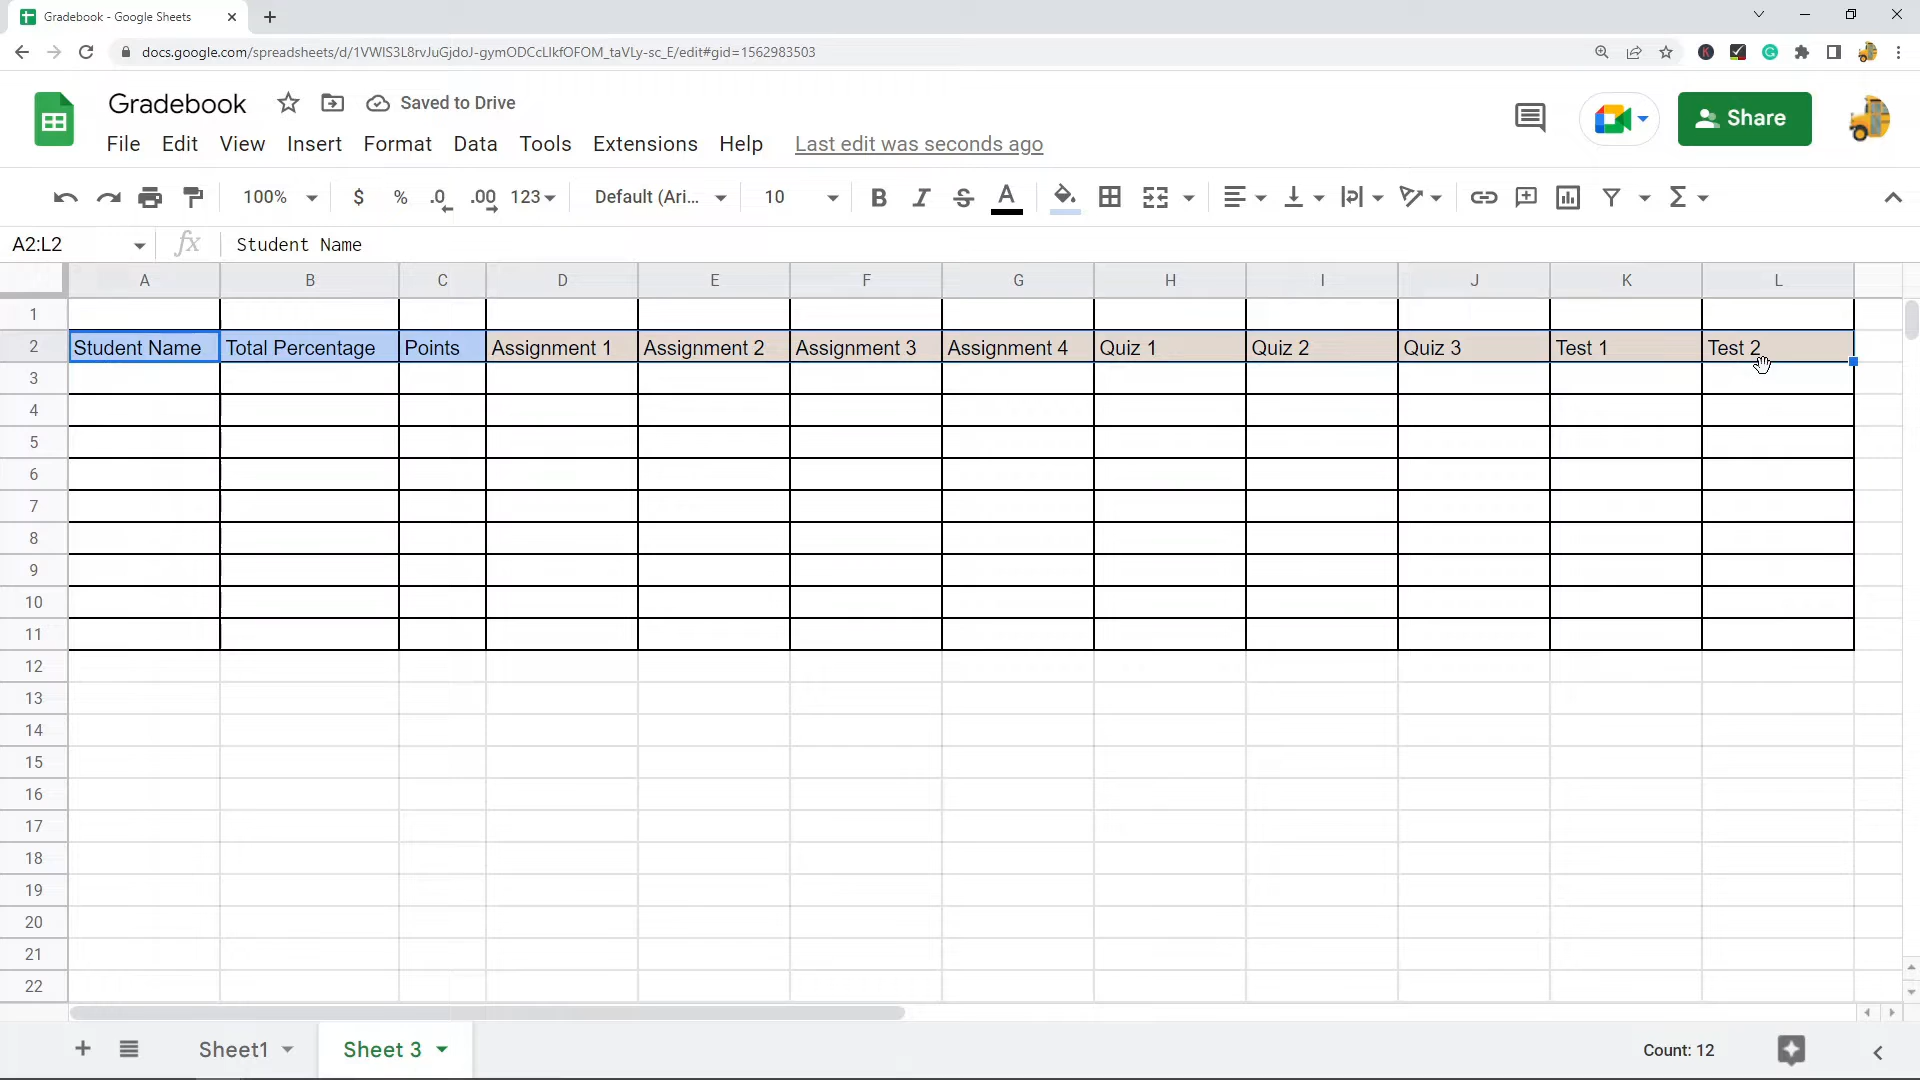 Gradebook - Google Sheets
docs.google.com/spreadsheets/d/1VWIS3L8rvJuGjdoJ-gymODCcLIkfOFOM_taVLy-sc_E/edit#gid=1562983503
Gradebook Saved to Drive
Share
File Edit View Insert Format Data Tools Extensions Help Last edit was seconds ago
100% $ % .0 .00 123 Default (Ari... 10 B I S A Σ
A2:L2 fx Student Name
A B C D E F G H I J K L
1
2 Student Name Total Percentage Points Assignment 1 Assignment 2 Assignment 3 Assignment 4 Quiz 1 Quiz 2 Quiz 3 Test 1 Test 2
3
4
5
6
7
8
9
10
11
12
13
14
15
16
17
18
19
20
21
22
Sheet1 Sheet 3 Count: 12